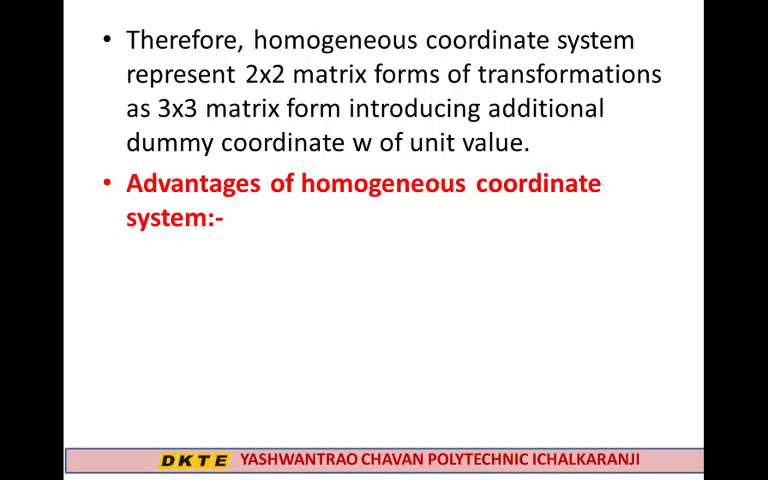 • Therefore, homogeneous coordinate system
represent 2x2 matrix forms of transformations
as 3x3 matrix form introducing additional
dummy coordinate w of unit value.
• Advantages of homogeneous coordinate
system:-
DKTE YASHWANTRAO CHAVAN POLYTECHNIC ICHALKARANJI